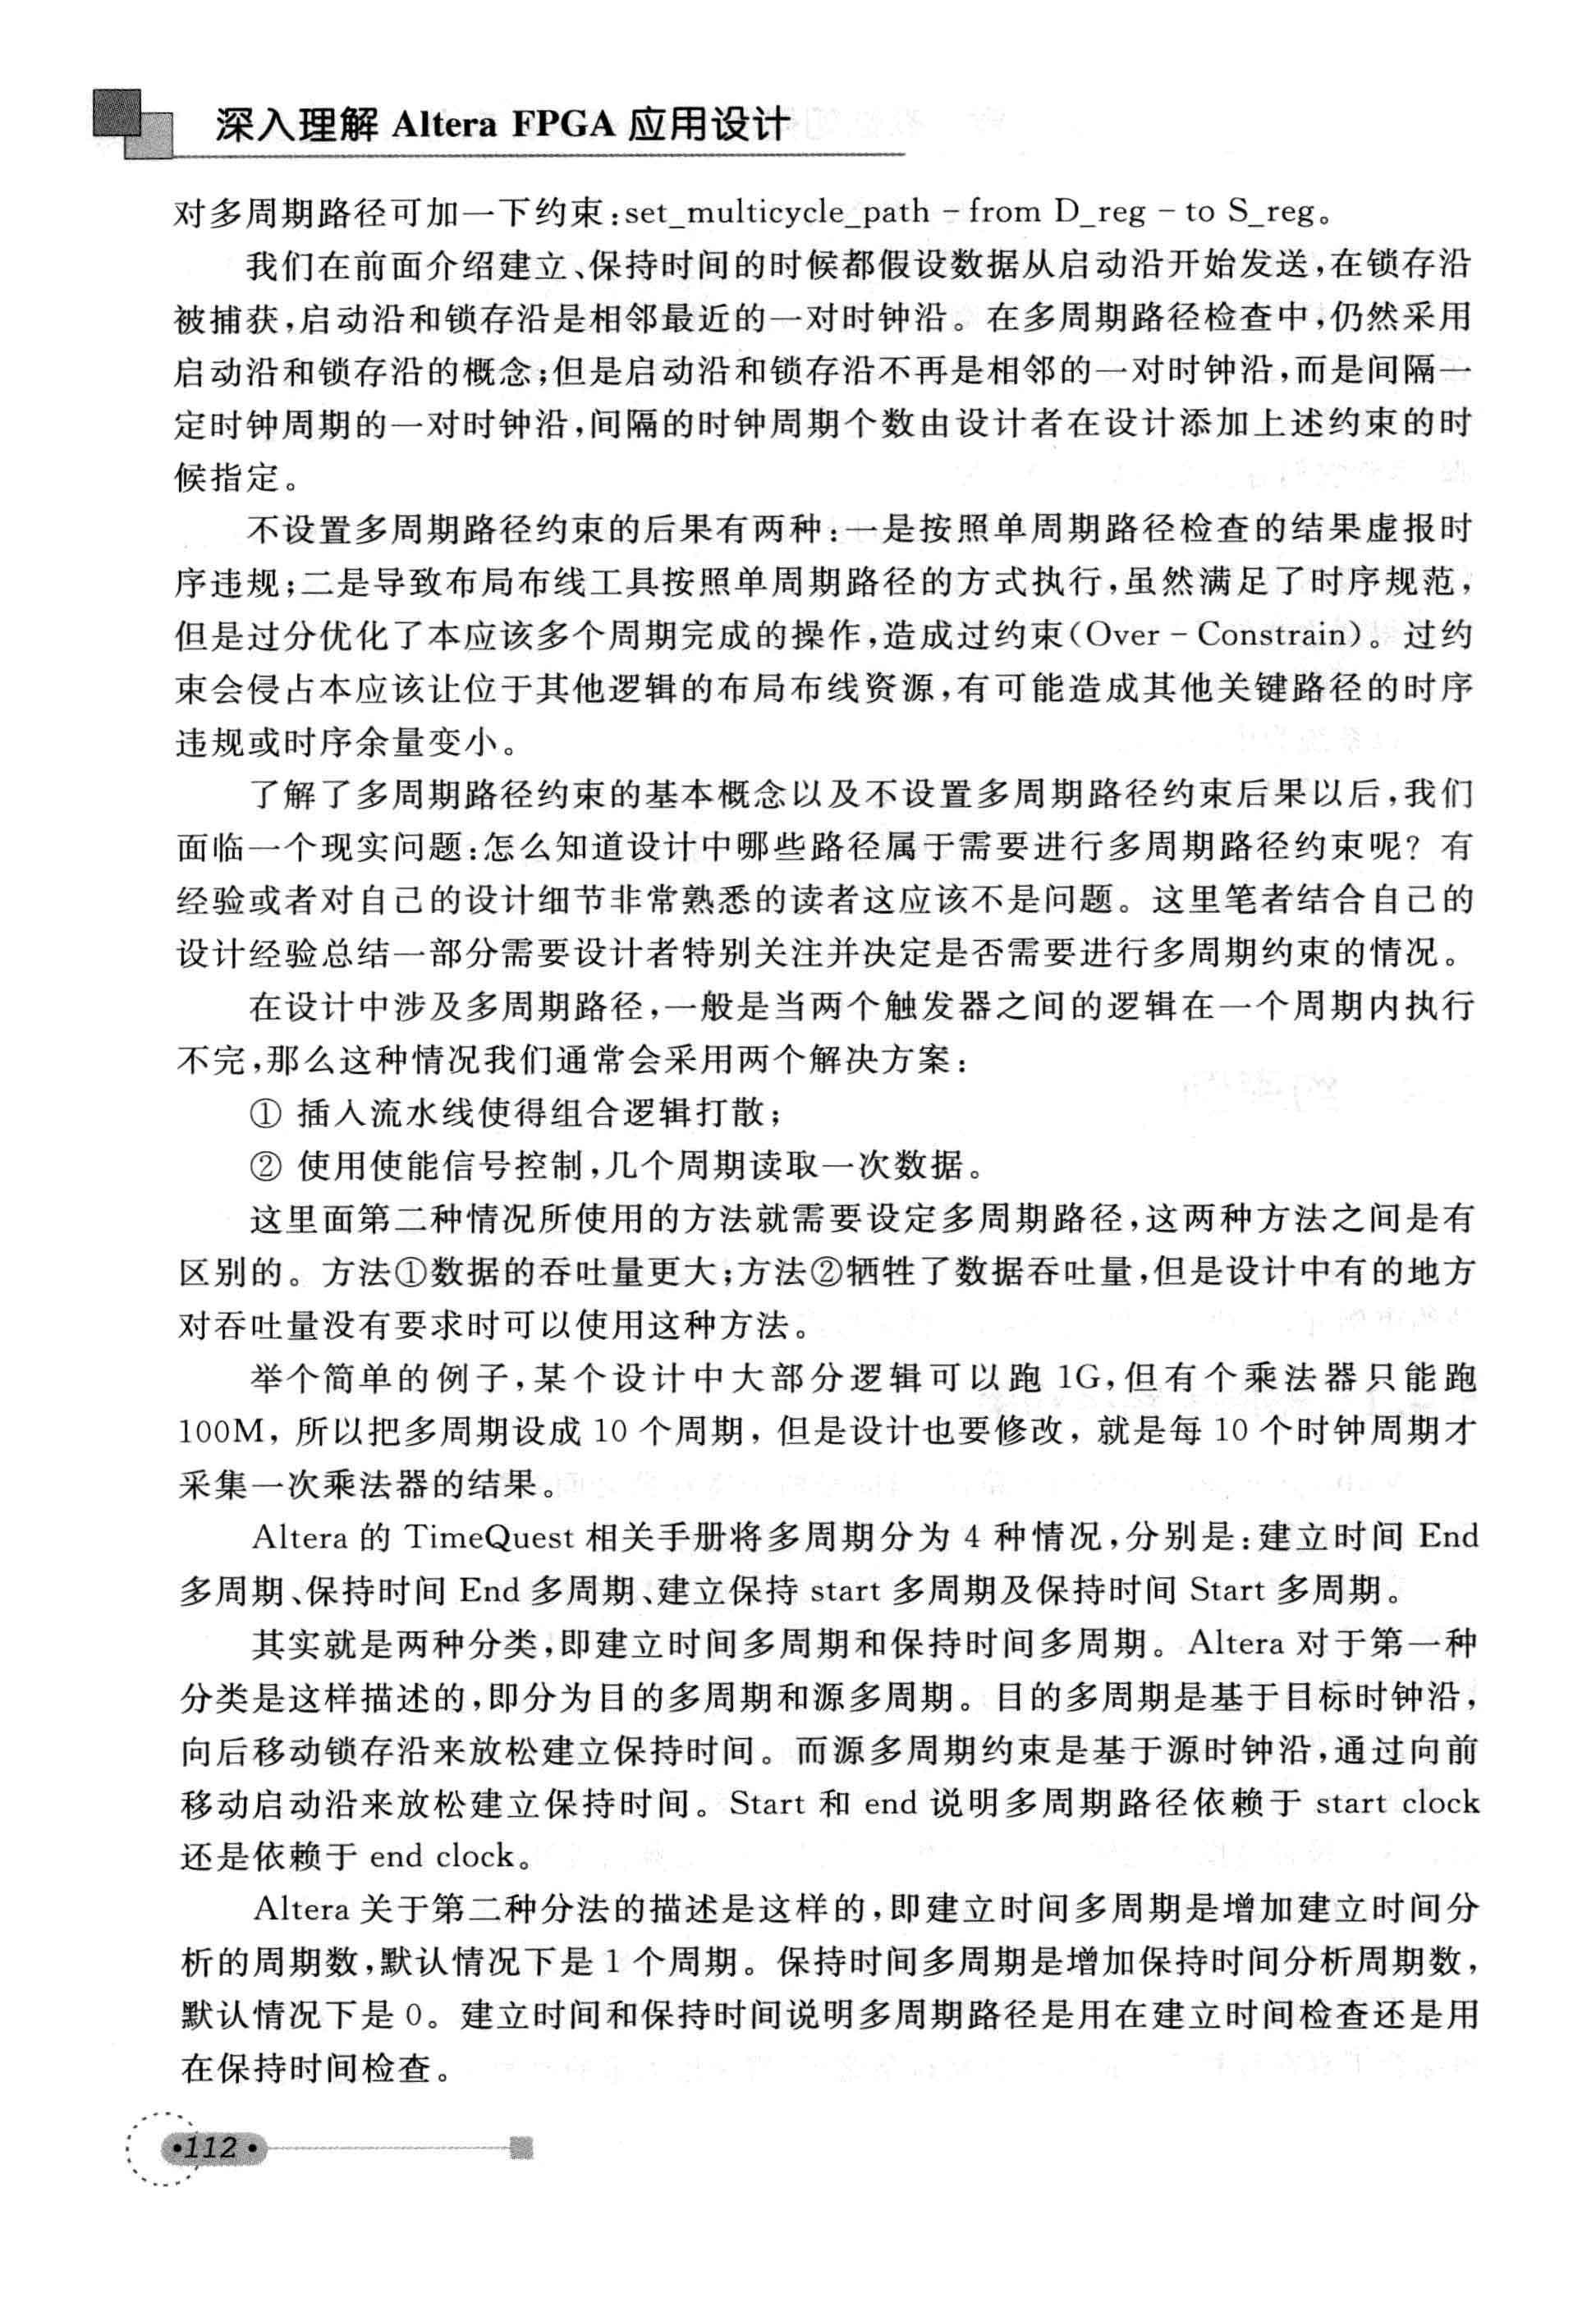 深入理解 Altera FPGA 应用设计
对多周期路径可加一下约束:set_multicycle_path -from D_reg -to S_reg。
我们在前面介绍建立、保持时间的时候都假设数据从启动沿开始发送,在锁存沿
被捕获,启动沿和锁存沿是相邻最近的一对时钟沿。在多周期路径检查中,仍然采用
启动沿和锁存沿的概念;但是启动沿和锁存沿不再是相邻的一对时钟沿,而是间隔一
定时钟周期的一对时钟沿,间隔的时钟周期个数由设计者在设计添加上述约束的时
候指定。
不设置多周期路径约束的后果有两种:一是按照单周期路径检查的结果虚报时
序违规;二是导致布局布线工具按照单周期路径的方式执行,虽然满足了时序规范,
但是过分优化了本应该多个周期完成的操作,造成过约束(Over-Constrain)。过约
束会侵占本应该让位于其他逻辑的布局布线资源,有可能造成其他关键路径的时序
违规或时序余量变小。
了解了多周期路径约束的基本概念以及不设置多周期路径约束后果以后,我们
面临一个现实问题:怎么知道设计中哪些路径属于需要进行多周期路径约束呢? 有
经验或者对自己的设计细节非常熟悉的读者这应该不是问题。这里笔者结合自己的
设计经验总结一部分需要设计者特别关注并决定是否需要进行多周期约束的情况。
在设计中涉及多周期路径,一般是当两个触发器之间的逻辑在一个周期内执行
不完,那么这种情况我们通常会采用两个解决方案:
① 插入流水线使得组合逻辑打散;
② 使用使能信号控制,几个周期读取一次数据。
这里面第二种情况所使用的方法就需要设定多周期路径,这两种方法之间是有
区别的。方法①数据的吞吐量更大;方法②牺牲了数据吞吐量,但是设计中有的地方
对吞吐量没有要求时可以使用这种方法。
举个简单的例子,某个设计中大部分逻辑可以跑 1G,但有个乘法器只能跑
100M, 所以把多周期设成 10 个周期, 但是设计也要修改, 就是每 10 个时钟周期才
采集一次乘法器的结果。
Altera 的 TimeQuest 相关手册将多周期分为 4 种情况,分别是:建立时间 End
多周期、保持时间 End 多周期、建立保持 start 多周期及保持时间 Start 多周期。
其实就是两种分类,即建立时间多周期和保持时间多周期。Altera 对于第一种
分类是这样描述的,即分为目的多周期和源多周期。目的多周期是基于目标时钟沿,
向后移动锁存沿来放松建立保持时间。而源多周期约束是基于源时钟沿,通过向前
移动启动沿来放松建立保持时间。Start 和 end 说明多周期路径依赖于 start clock
还是依赖于 end clock。
Altera 关于第二种分法的描述是这样的,即建立时间多周期是增加建立时间分
析的周期数,默认情况下是 1 个周期。保持时间多周期是增加保持时间分析周期数,
默认情况下是 0。建立时间和保持时间说明多周期路径是用在建立时间检查还是用
在保持时间检查。
·112·